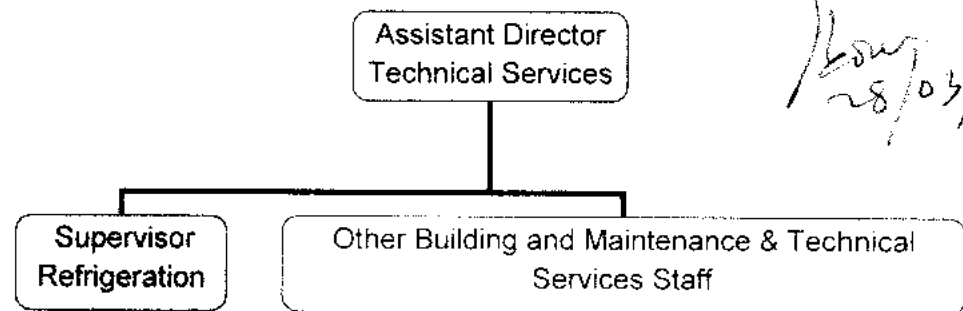 Assistant Director
Technical Services
28/03/
Supervisor
Refrigeration
Other Building and Maintenance & Technical
Services Staff